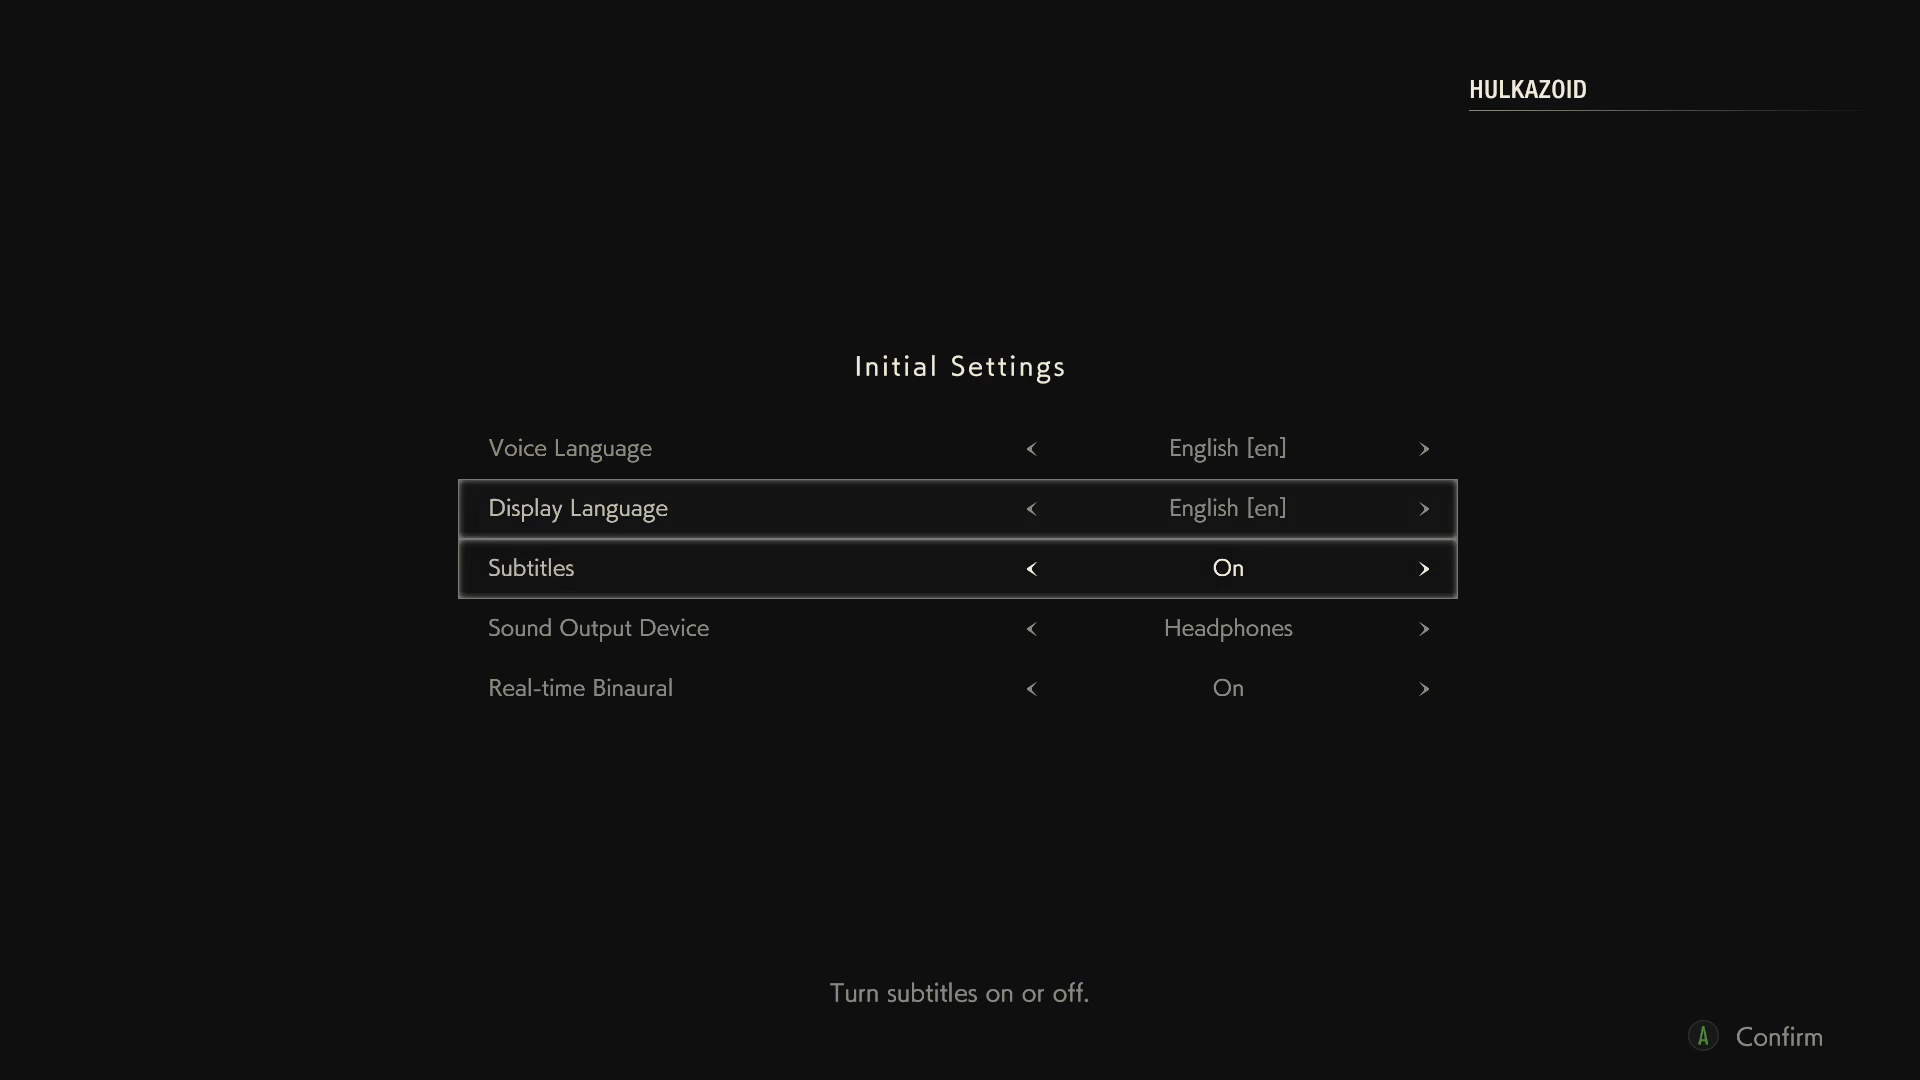 HULKAZOID
Initial Settings
Voice Language < English [en] >
Display Language < English [en] >
Subtitles < On >
Sound Output Device < Headphones >
Real-time Binaural < On >
Turn subtitles on or off.
A Confirm